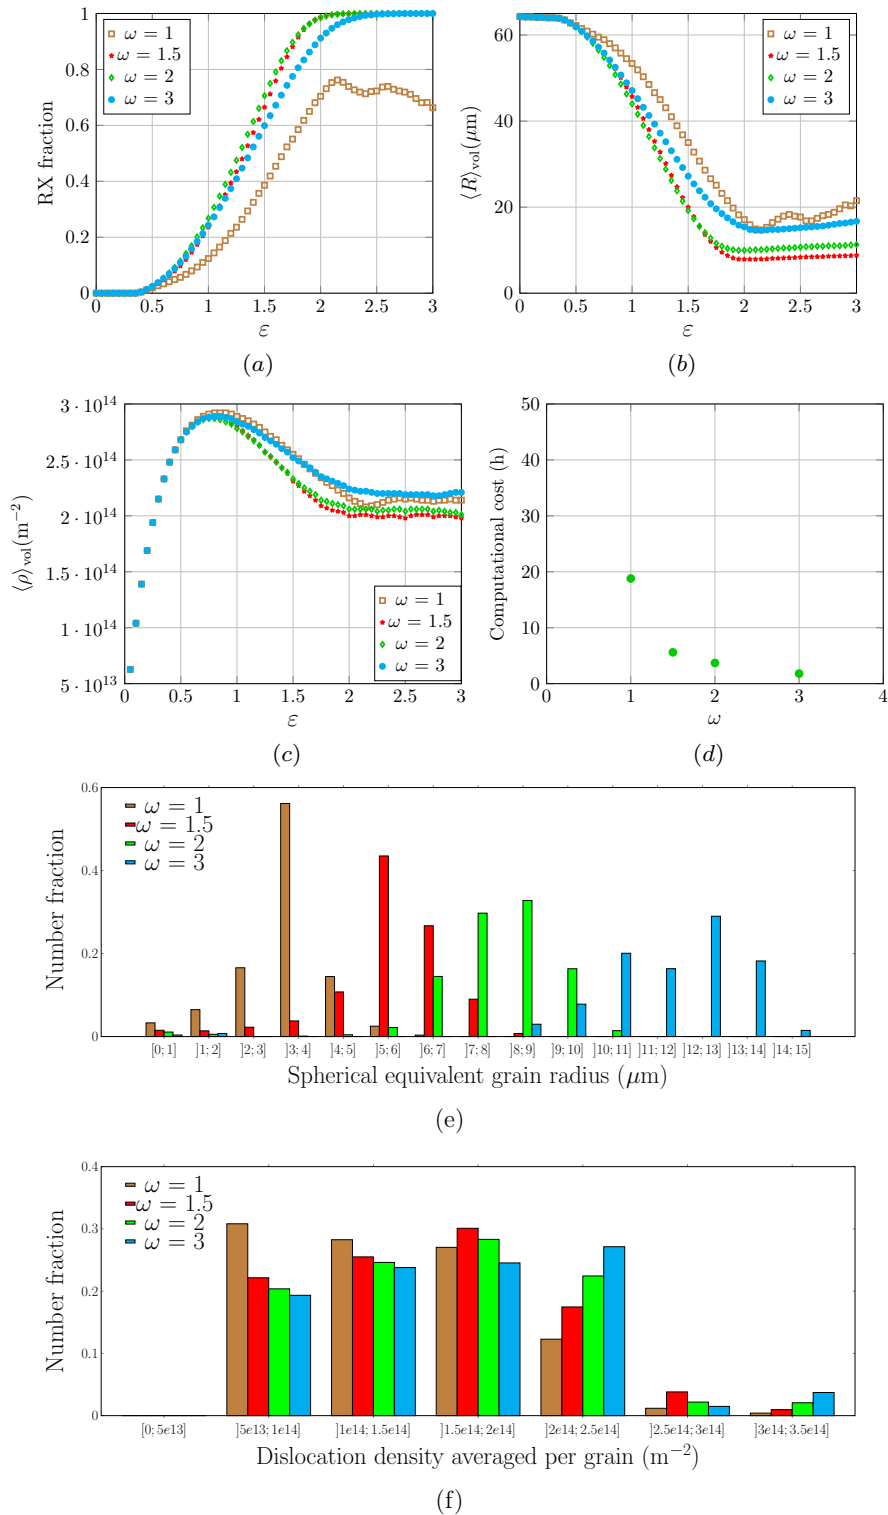 1
0.8
0.6
0.4
0.2
0
RX fraction
ω = 1
ω = 1.5
ω = 2
ω = 3
0 0.5 1 1.5 2 2.5 3
ε
(a)
60
40
20
0
⟨R⟩vol(μm)
ω = 1
ω = 1.5
ω = 2
ω = 3
0 0.5 1 1.5 2 2.5 3
ε
(b)
3 · 10^14
2.5 · 10^14
2 · 10^14
1.5 · 10^14
1 · 10^14
5 · 10^13
⟨ρ⟩vol(m^−2)
ω = 1
ω = 1.5
ω = 2
ω = 3
0 0.5 1 1.5 2 2.5 3
ε
(c)
50
40
30
20
10
0
Computational cost (h)
0 1 2 3 4
ω
(d)
0.6
0.4
0.2
0
Number fraction
ω = 1
ω = 1.5
ω = 2
ω = 3
[0; 1] ]1; 2] ]2; 3] ]3; 4] ]4; 5] ]5; 6] ]6; 7] ]7; 8] ]8; 9] ]9; 10] ]10; 11] ]11; 12] ]12; 13] ]13; 14] ]14; 15]
Spherical equivalent grain radius (μm)
(e)
0.4
0.3
0.2
0.1
0
Number fraction
ω = 1
ω = 1.5
ω = 2
ω = 3
[0; 5e13] ]5e13; 1e14] ]1e14; 1.5e14] ]1.5e14; 2e14] ]2e14; 2.5e14] ]2.5e14; 3e14] ]3e14; 3.5e14]
Dislocation density averaged per grain (m^−2)
(f)